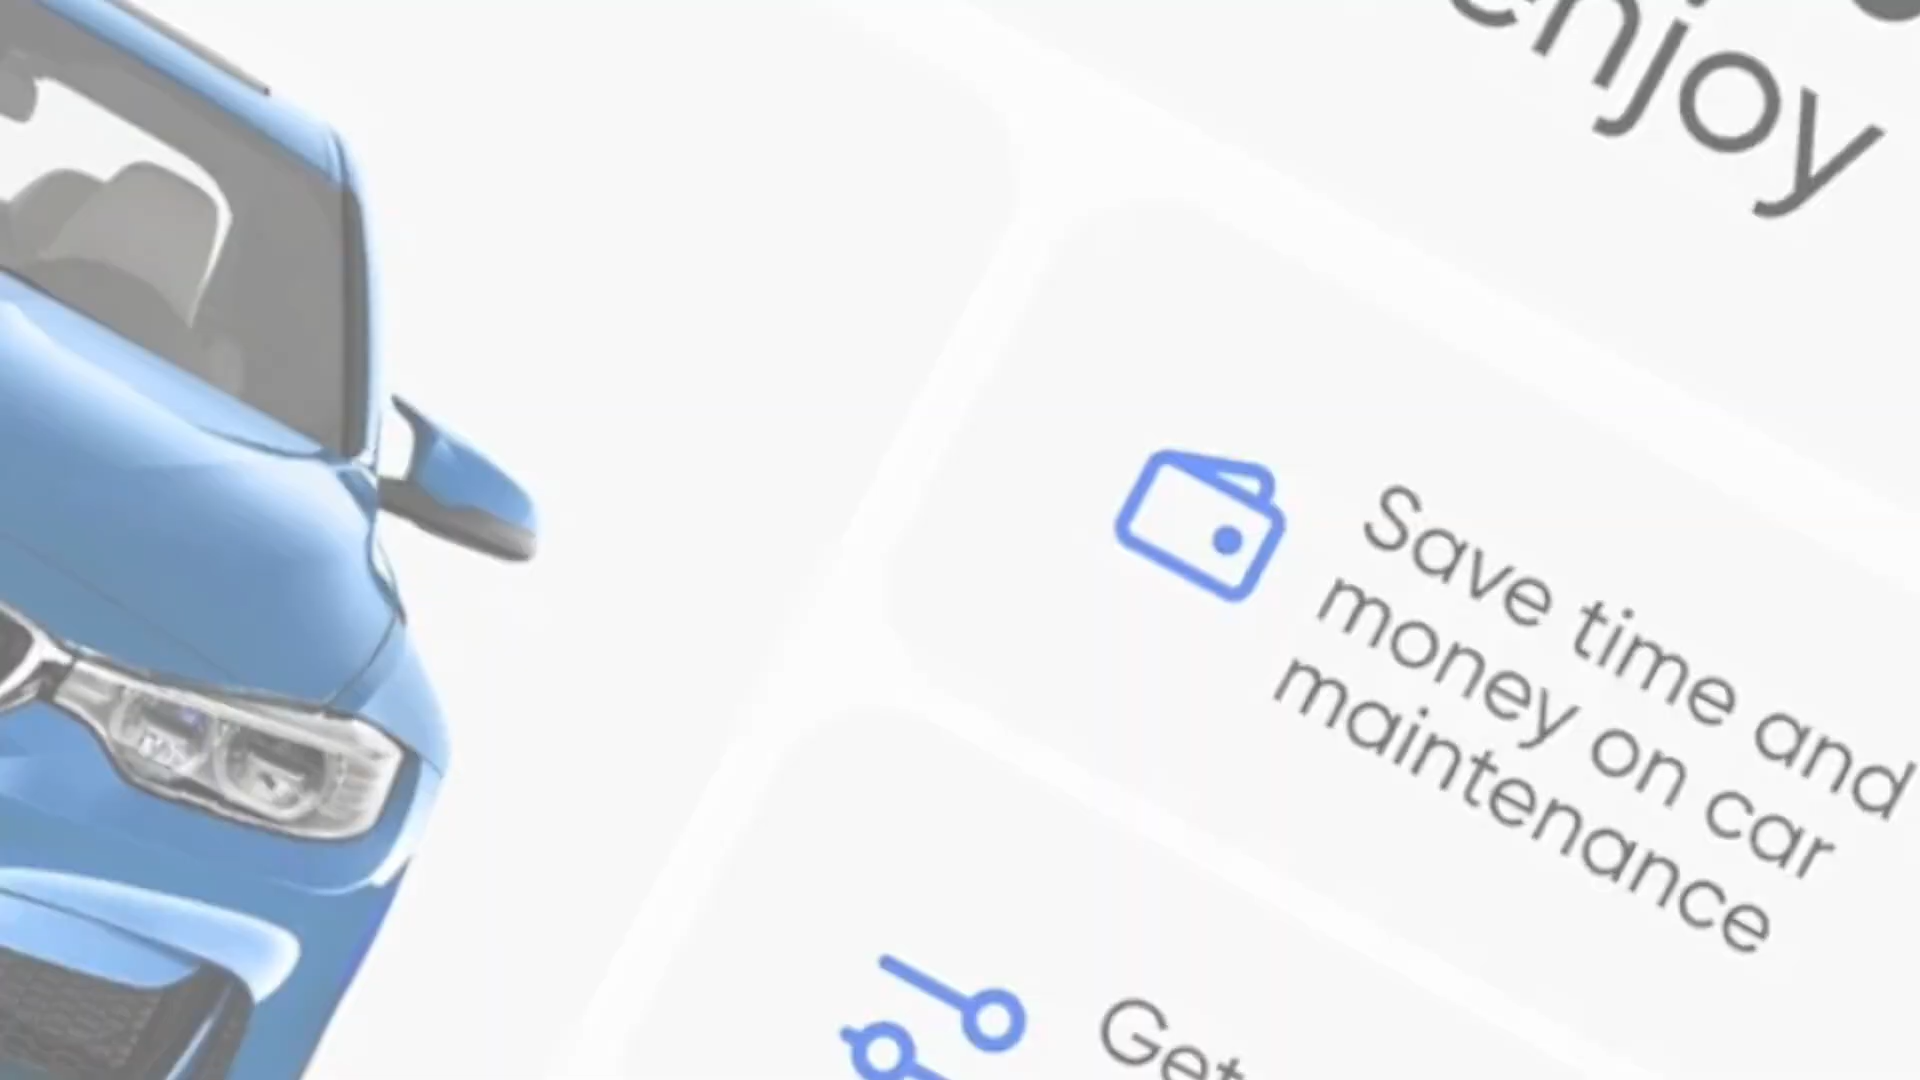 enjoy
Save time and
money on car
maintenance
Get